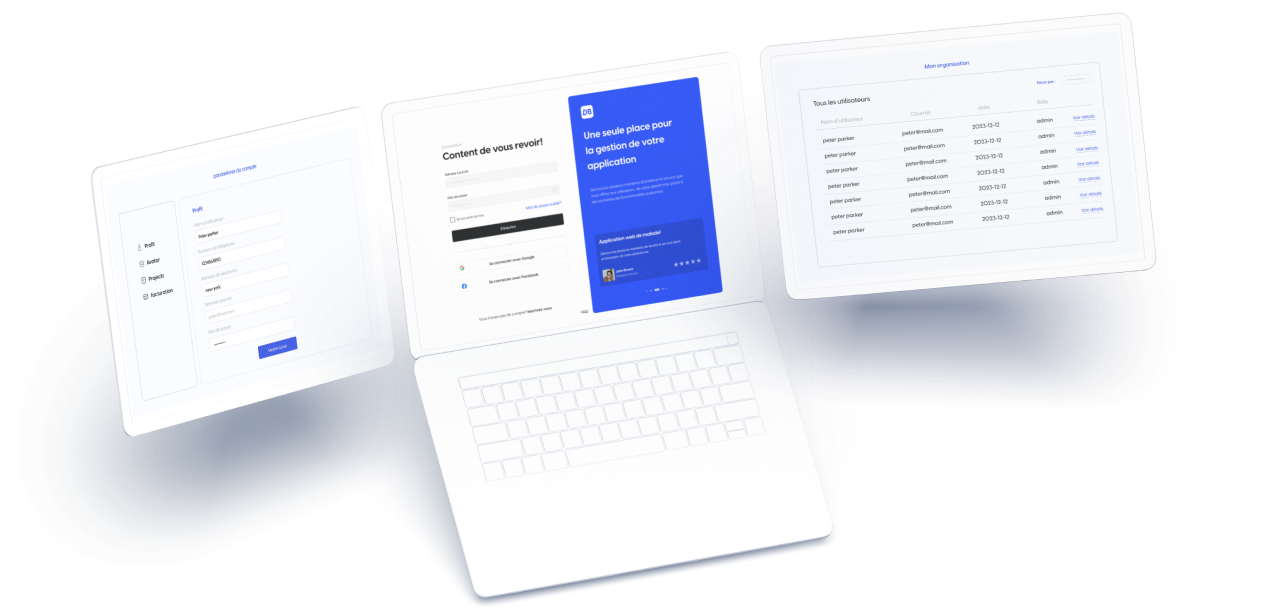 paramètres du compte
Profil
Avatar
Projects
facturation
Profil
Nom d'utilisateur
Peter parker
Numéro de téléphone
Adresse de téléphone
New york
Adresse courriel
Mot de passe
Connexion
Content de vous revoir!
Adresse courriel
Mot de passe
Se souvenir de moi
Mot de passe oublié?
S'inscrire
Se connecter avec Google
Se connecter avec Facebook
Vous n'avez pas de compte? Inscrivez-vous
FAQ
DB
Une seule place pour
la gestion de votre
application
Application web de malade!
Mon organisation
Filtrer par:
Tous les utilisateurs
Nom d'utilisateur Courriel Date Rôle
peter parker peter@mail.com 2023-12-12 admin Voir détails
peter parker peter@mail.com 2023-12-12 admin Voir détails
peter parker peter@mail.com 2023-12-12 admin Voir détails
peter parker peter@mail.com 2023-12-12 admin Voir détails
peter parker peter@mail.com 2023-12-12 admin Voir détails
peter parker peter@mail.com 2023-12-12 admin Voir détails
peter parker peter@mail.com 2023-12-12 admin Voir détails